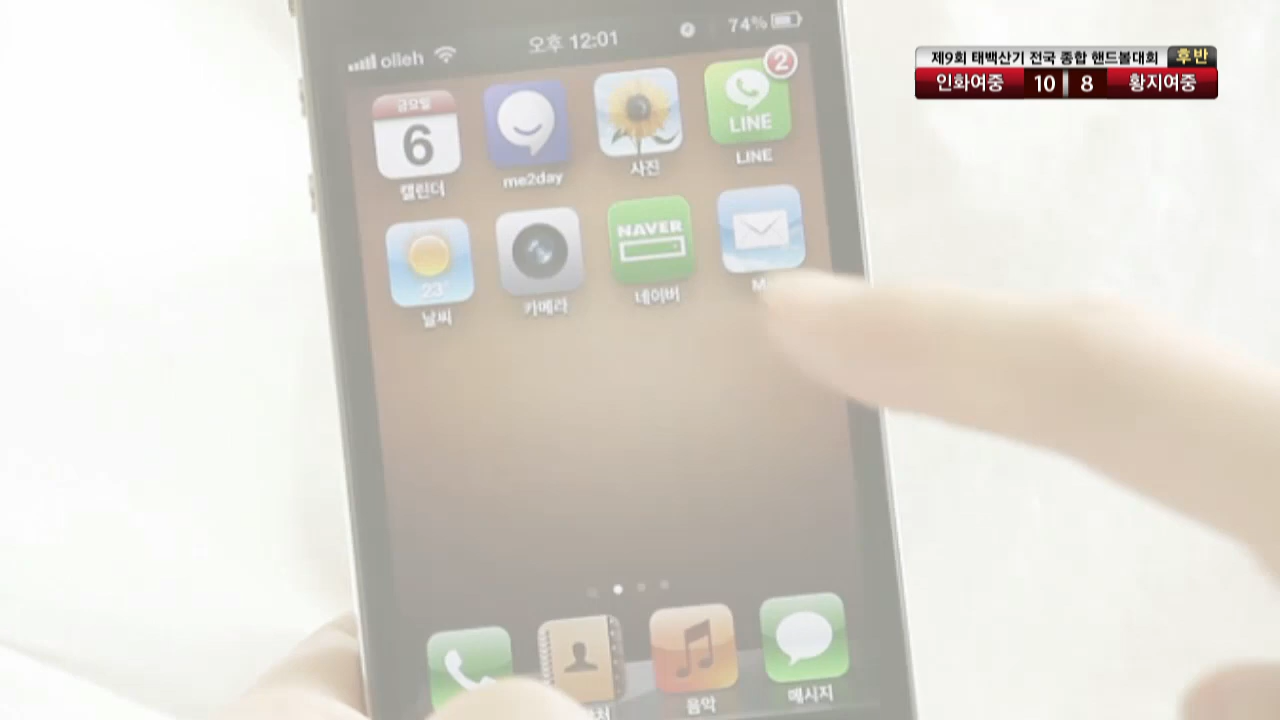 olleh
오후 12:01
74%
제9회 태백산기 전국 종합 핸드볼대회 후반
인화여중 10 8 황지여중
금요일
6
2
LINE
캘린더
me2day
사진
LINE
23°
NAVER
날씨
카메라
네이버
음악
메시지